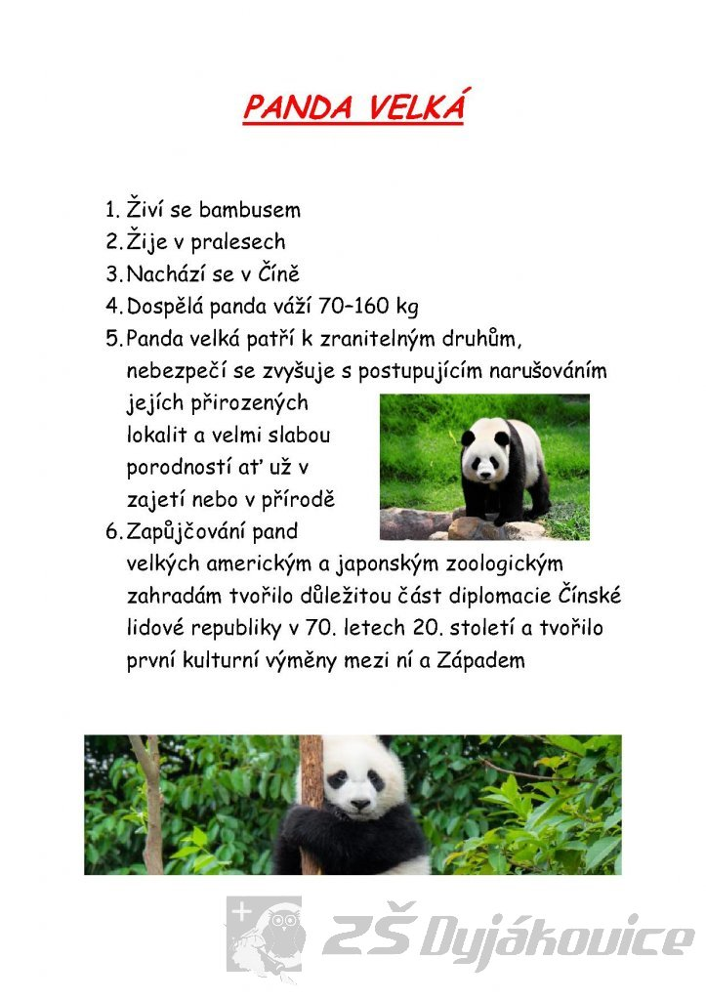 PANDA VELKÁ
1. Živí se bambusem
2. Žije v pralesech
3. Nachází se v Číně
4. Dospělá panda váží 70–160 kg
5. Panda velká patří k zranitelným druhům,
nebezpečí se zvyšuje s postupujícím narušováním
jejích přirozených
lokalit a velmi slabou
porodností ať už v
zajetí nebo v přírodě
6. Zapůjčování pand
velkých americkým a japonským zoologickým
zahradám tvořilo důležitou část diplomacie Čínské
lidové republiky v 70. letech 20. století a tvořilo
první kulturní výměny mezi ní a Západem
ZŠ Dyjákovice